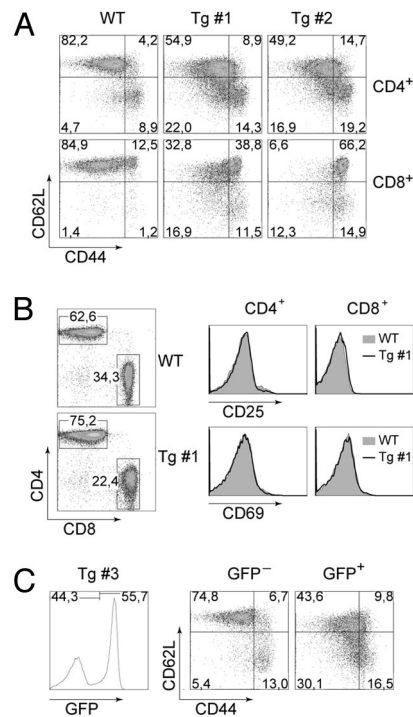 A
WT Tg #1 Tg #2
82,2 4,2 54,9 8,9 49,2 14,7
CD4+
4,7 8,9 22,0 14,3 16,9 19,2
84,9 12,5 32,8 38,8 6,6 66,2
CD8+
1,4 1,2 16,9 11,5 12,3 14,9
CD62L
CD44
B
62,6
WT
34,3
75,2
Tg #1
22,4
CD4
CD8
CD4+ CD8+
WT
Tg #1
CD25
WT
Tg #1
CD69
C
Tg #3 GFP− GFP+
44,3 55,7 74,8 6,7 43,6 9,8
5,4 13,0 30,1 16,5
CD62L
GFP CD44